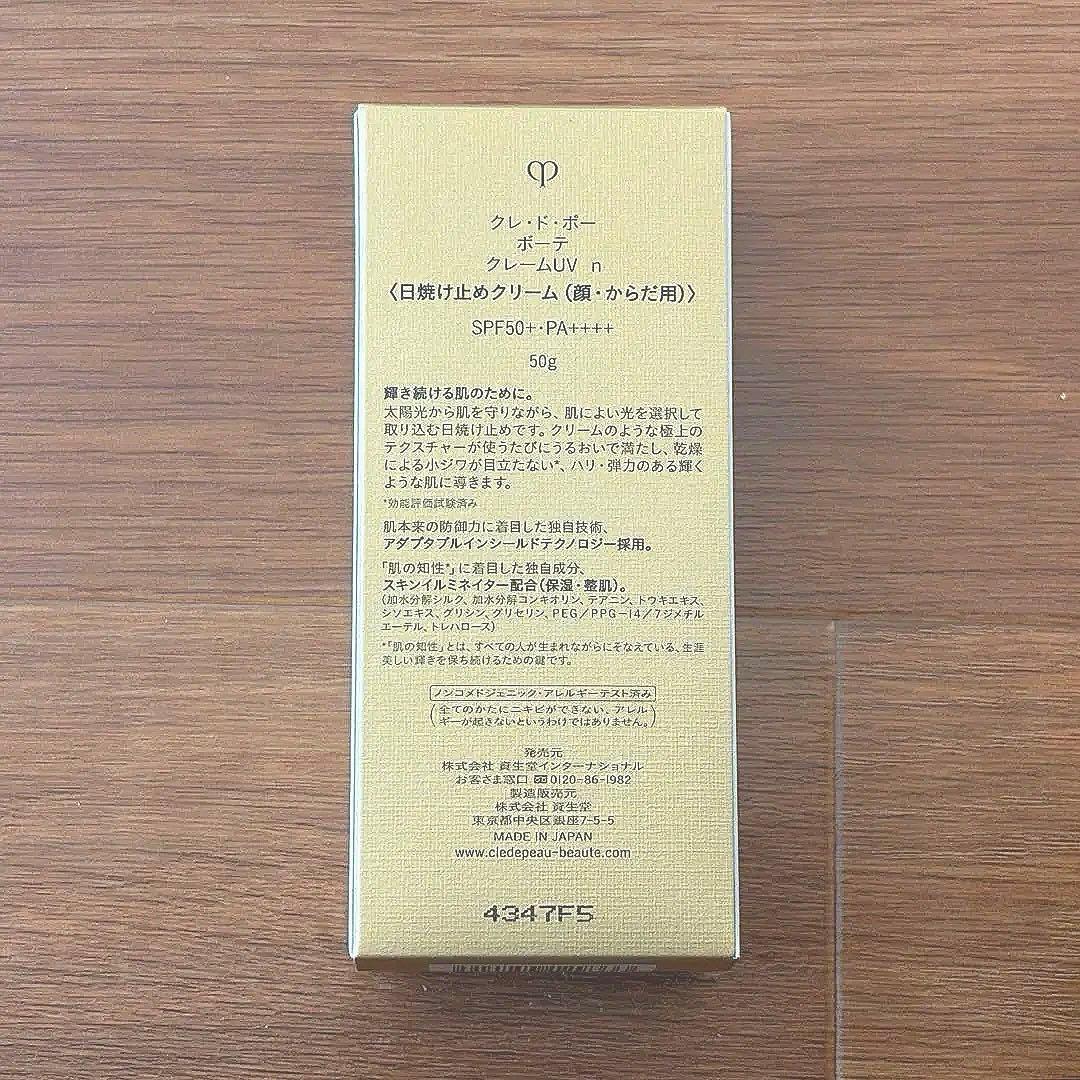 クレ・ド・ポー
ボーテ
クレームUV n
〈日焼け止めクリーム（顔・からだ用）〉
SPF50+・PA++++
50g
輝き続ける肌のために。
太陽光から肌を守りながら、肌によい光を選択して
取り込む日焼け止めです。クリームのような極上の
テクスチャーが使うたびにうるおいで満たし、乾燥
による小ジワが目立たない*、ハリ・弾力のある輝く
ような肌に導きます。
*効能評価試験済み
肌本来の防御力に着目した独自技術、
アダプタブルインシールドテクノロジー採用。
「肌の知性*」に着目した独自成分、
スキンイルミネイター配合（保湿・整肌）。
（加水分解シルク、加水分解コンキオリン、テアニン、トウキエキス、
シソエキス、グリシン、グリセリン、PEG／PPG－14／7ジメチル
エーテル、トレハロース）
*「肌の知性」とは、すべての人が生まれながらにそなえている、生涯
美しい輝きを保ち続けるための鍵です。
ノンコメドジェニック・アレルギーテスト済み
（全てのかたにニキビができない、アレル
ギーが起きないというわけではありません。）
発売元
株式会社 資生堂インターナショナル
お客さま窓口 0120-86-1982
製造販売元
株式会社 資生堂
東京都中央区銀座7-5-5
MADE IN JAPAN
www.cledepeau-beaute.com
4347F5